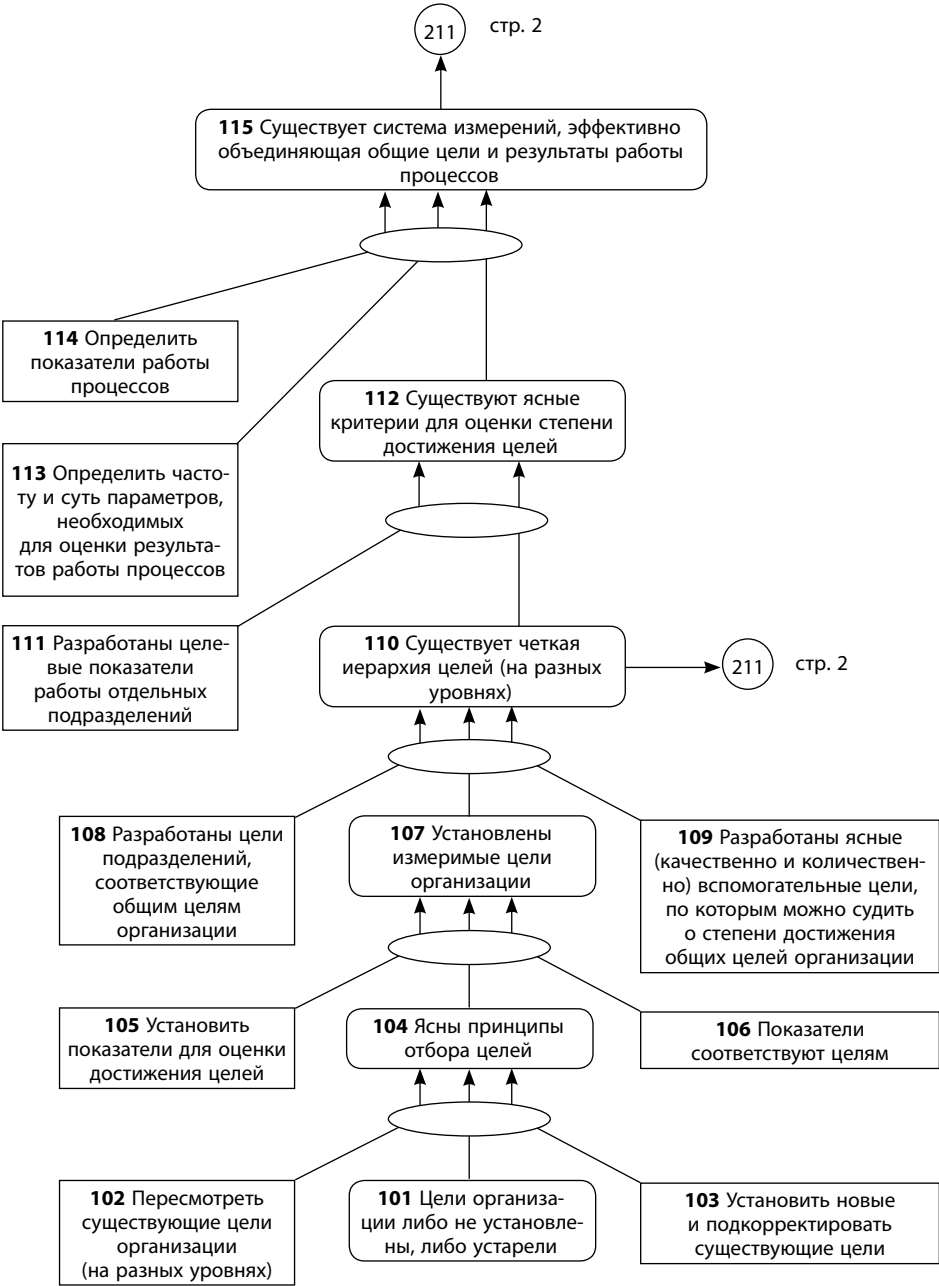 211
стр. 2
115 Существует система измерений, эффективно
объединяющая общие цели и результаты работы
процессов
114 Определить
показатели работы
процессов
112 Существуют ясные
критерии для оценки степени
достижения целей
113 Определить часто-
ту и суть параметров,
необходимых
для оценки результа-
тов работы процессов
111 Разработаны целе-
вые показатели
работы отдельных
подразделений
110 Существует четкая
иерархия целей (на разных
уровнях)
211
стр. 2
108 Разработаны цели
подразделений,
соответствующие
общим целям
организации
107 Установлены
измеримые цели
организации
109 Разработаны ясные
(качественно и количествен-
но) вспомогательные цели,
по которым можно судить
о степени достижения
общих целей организации
105 Установить
показатели для оценки
достижения целей
104 Ясны принципы
отбора целей
106 Показатели
соответствуют целям
102 Пересмотреть
существующие цели
организации
(на разных уровнях)
101 Цели организа-
ции либо не установле-
ны, либо устарели
103 Установить новые
и подкорректировать
существующие цели